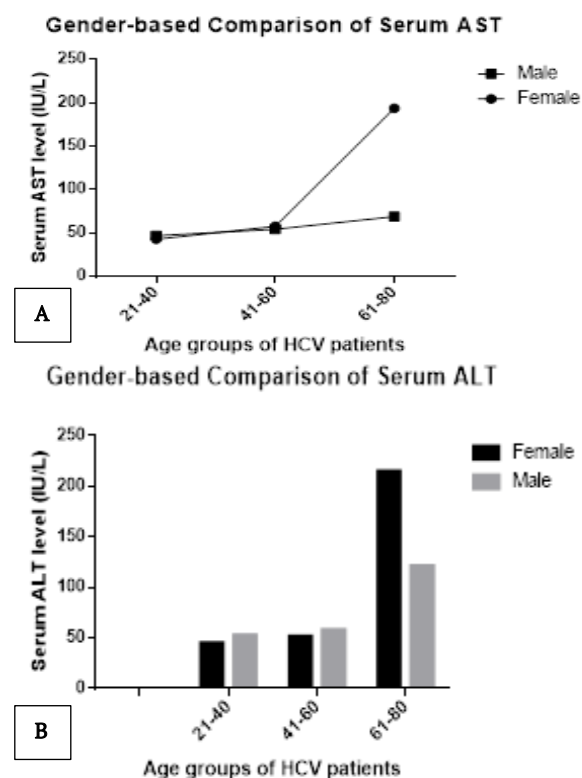 Gender-based Comparison of Serum AST
250
200
150
100
50
0
Serum AST level (IU/L)
Male
Female
21-40
41-60
61-80
Age groups of HCV patients
A
Gender-based Comparison of Serum ALT
250
200
150
100
50
0
Serum ALT level (IU/L)
Female
Male
21-40
41-60
61-80
Age groups of HCV patients
B